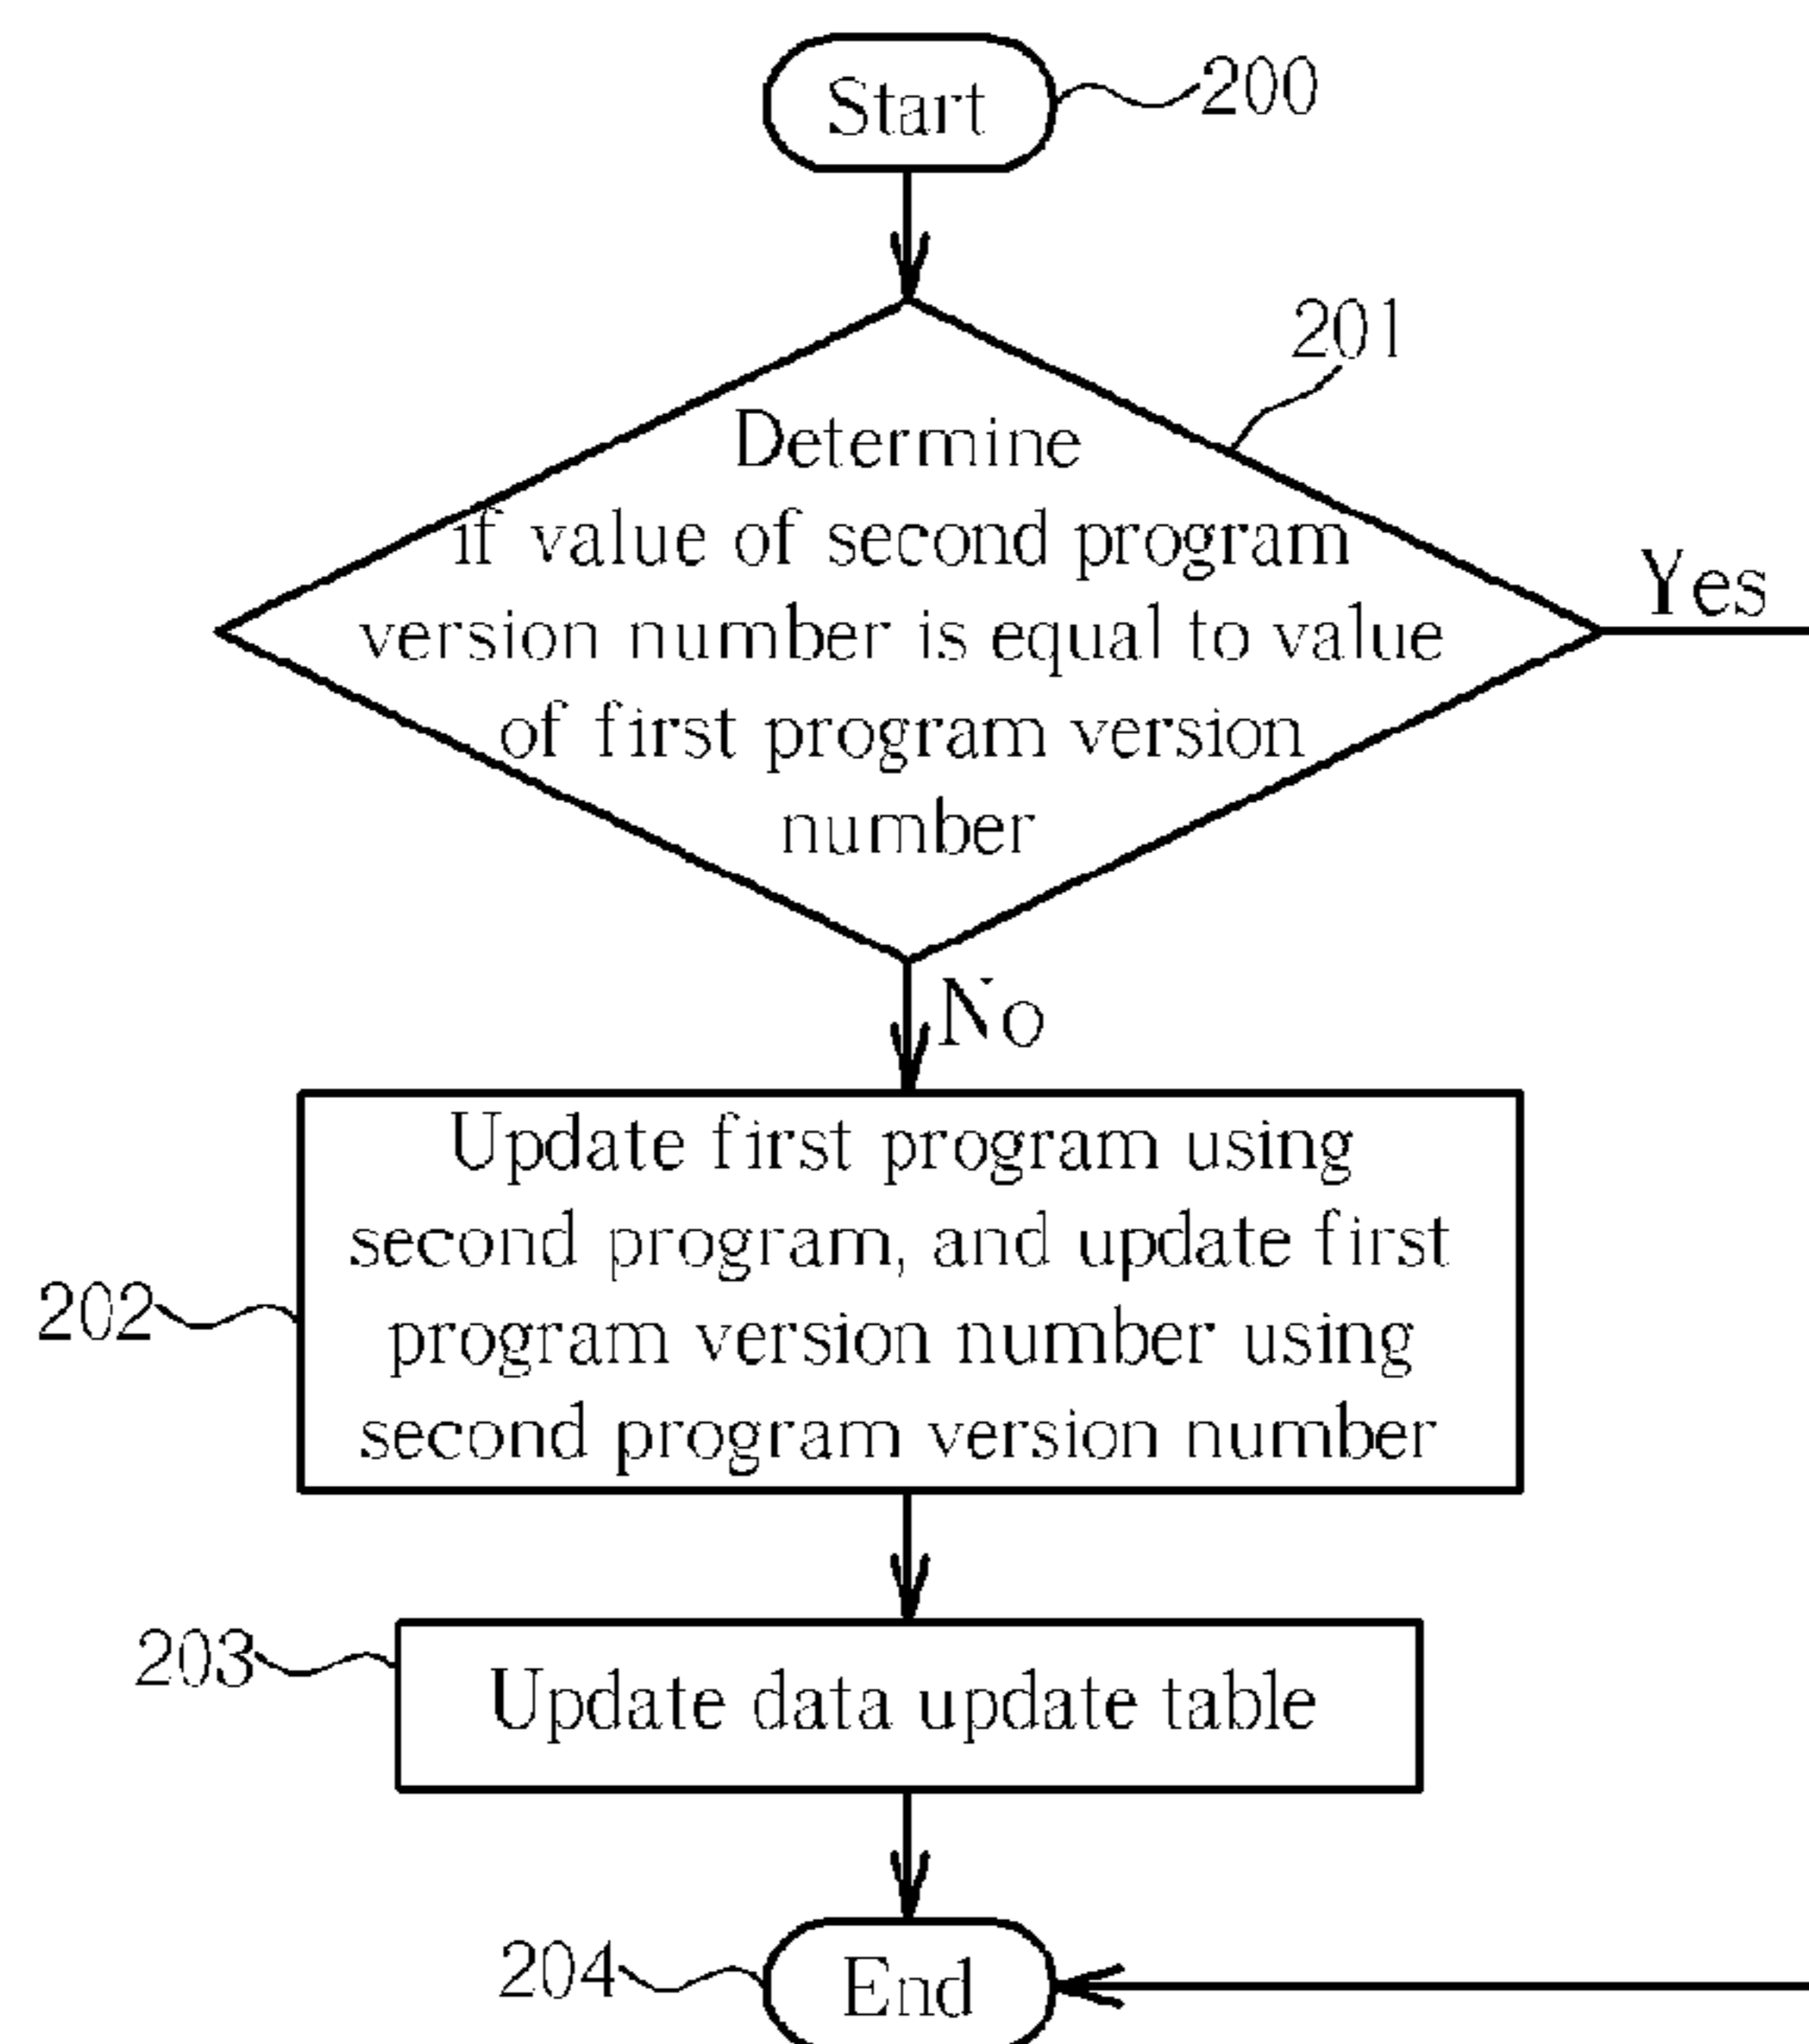 Start
200
201
Determine
if value of second program
version number is equal to value
of first program version
number
Yes
No
Update first program using
second program, and update first
program version number using
second program version number
202
203
Update data update table
204
End